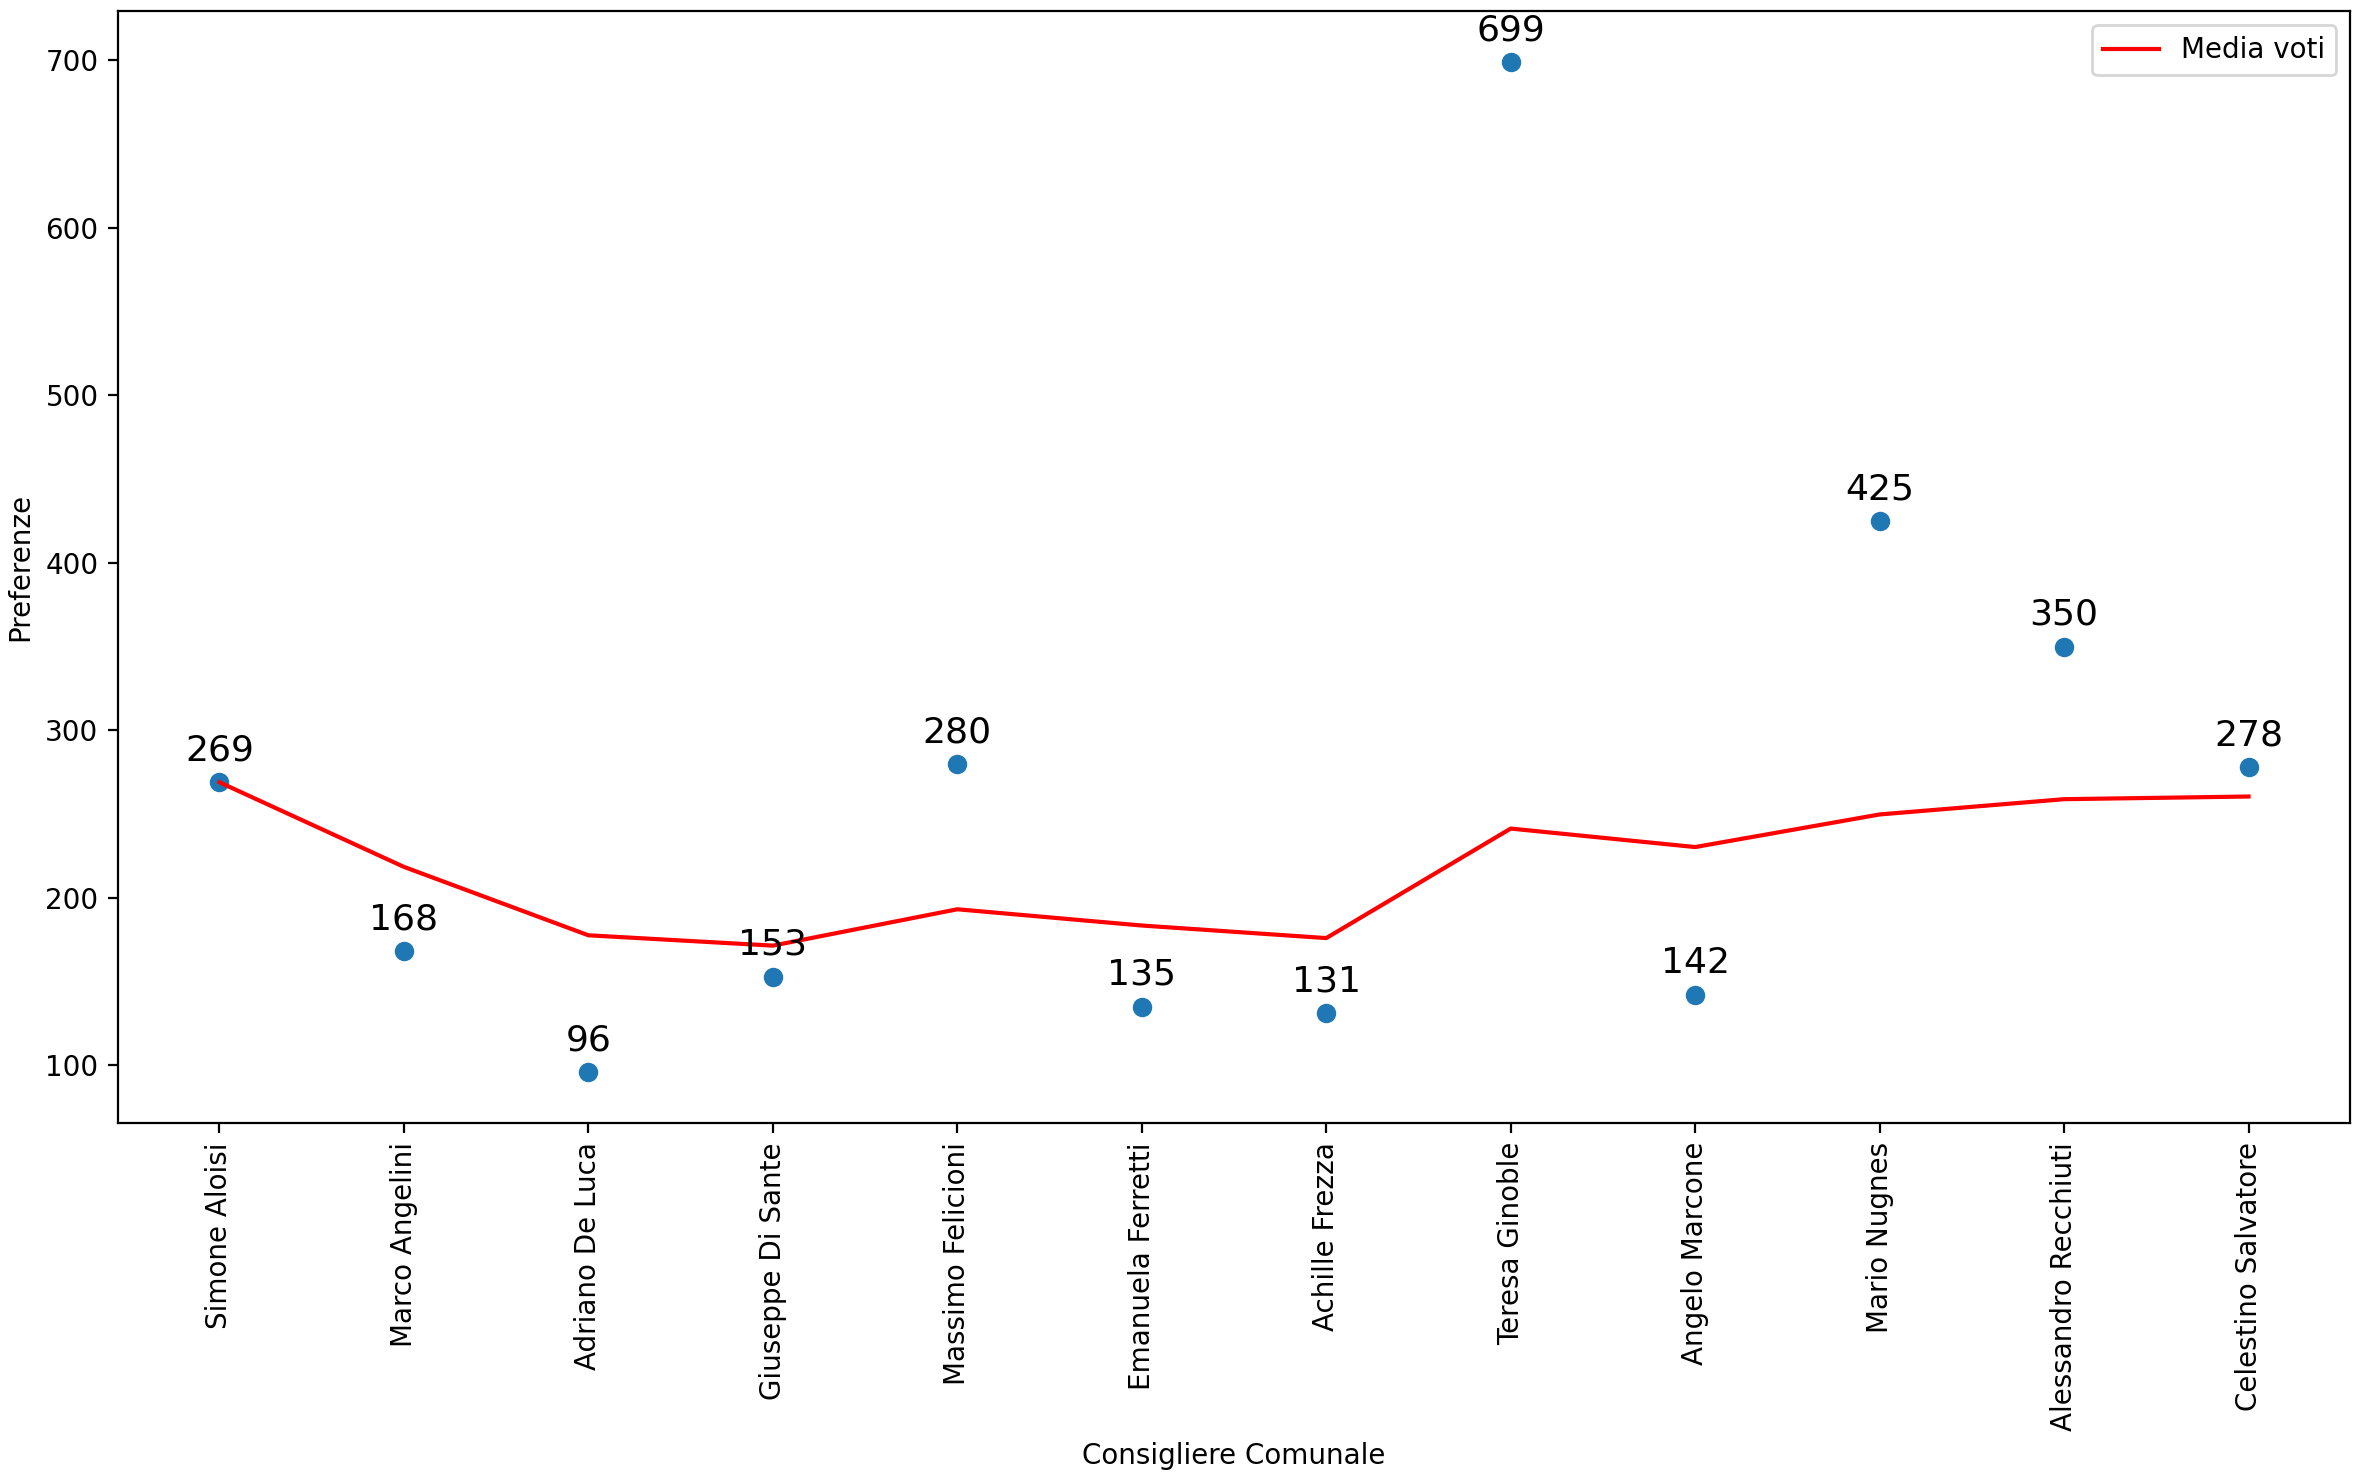 Media voti
700
600
500
400
300
200
100
Preferenze
269
168
96
153
280
135
131
699
142
425
350
278
Simone Aloisi
Marco Angelini
Adriano De Luca
Giuseppe Di Sante
Massimo Felicioni
Emanuela Ferretti
Achille Frezza
Teresa Ginoble
Angelo Marcone
Mario Nugnes
Alessandro Recchiuti
Celestino Salvatore
Consigliere Comunale